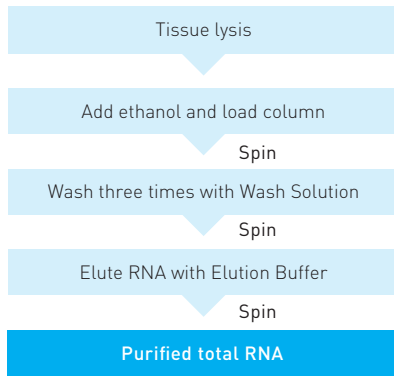 Tissue lysis
Add ethanol and load column
Spin
Wash three times with Wash Solution
Spin
Elute RNA with Elution Buffer
Spin
Purified total RNA